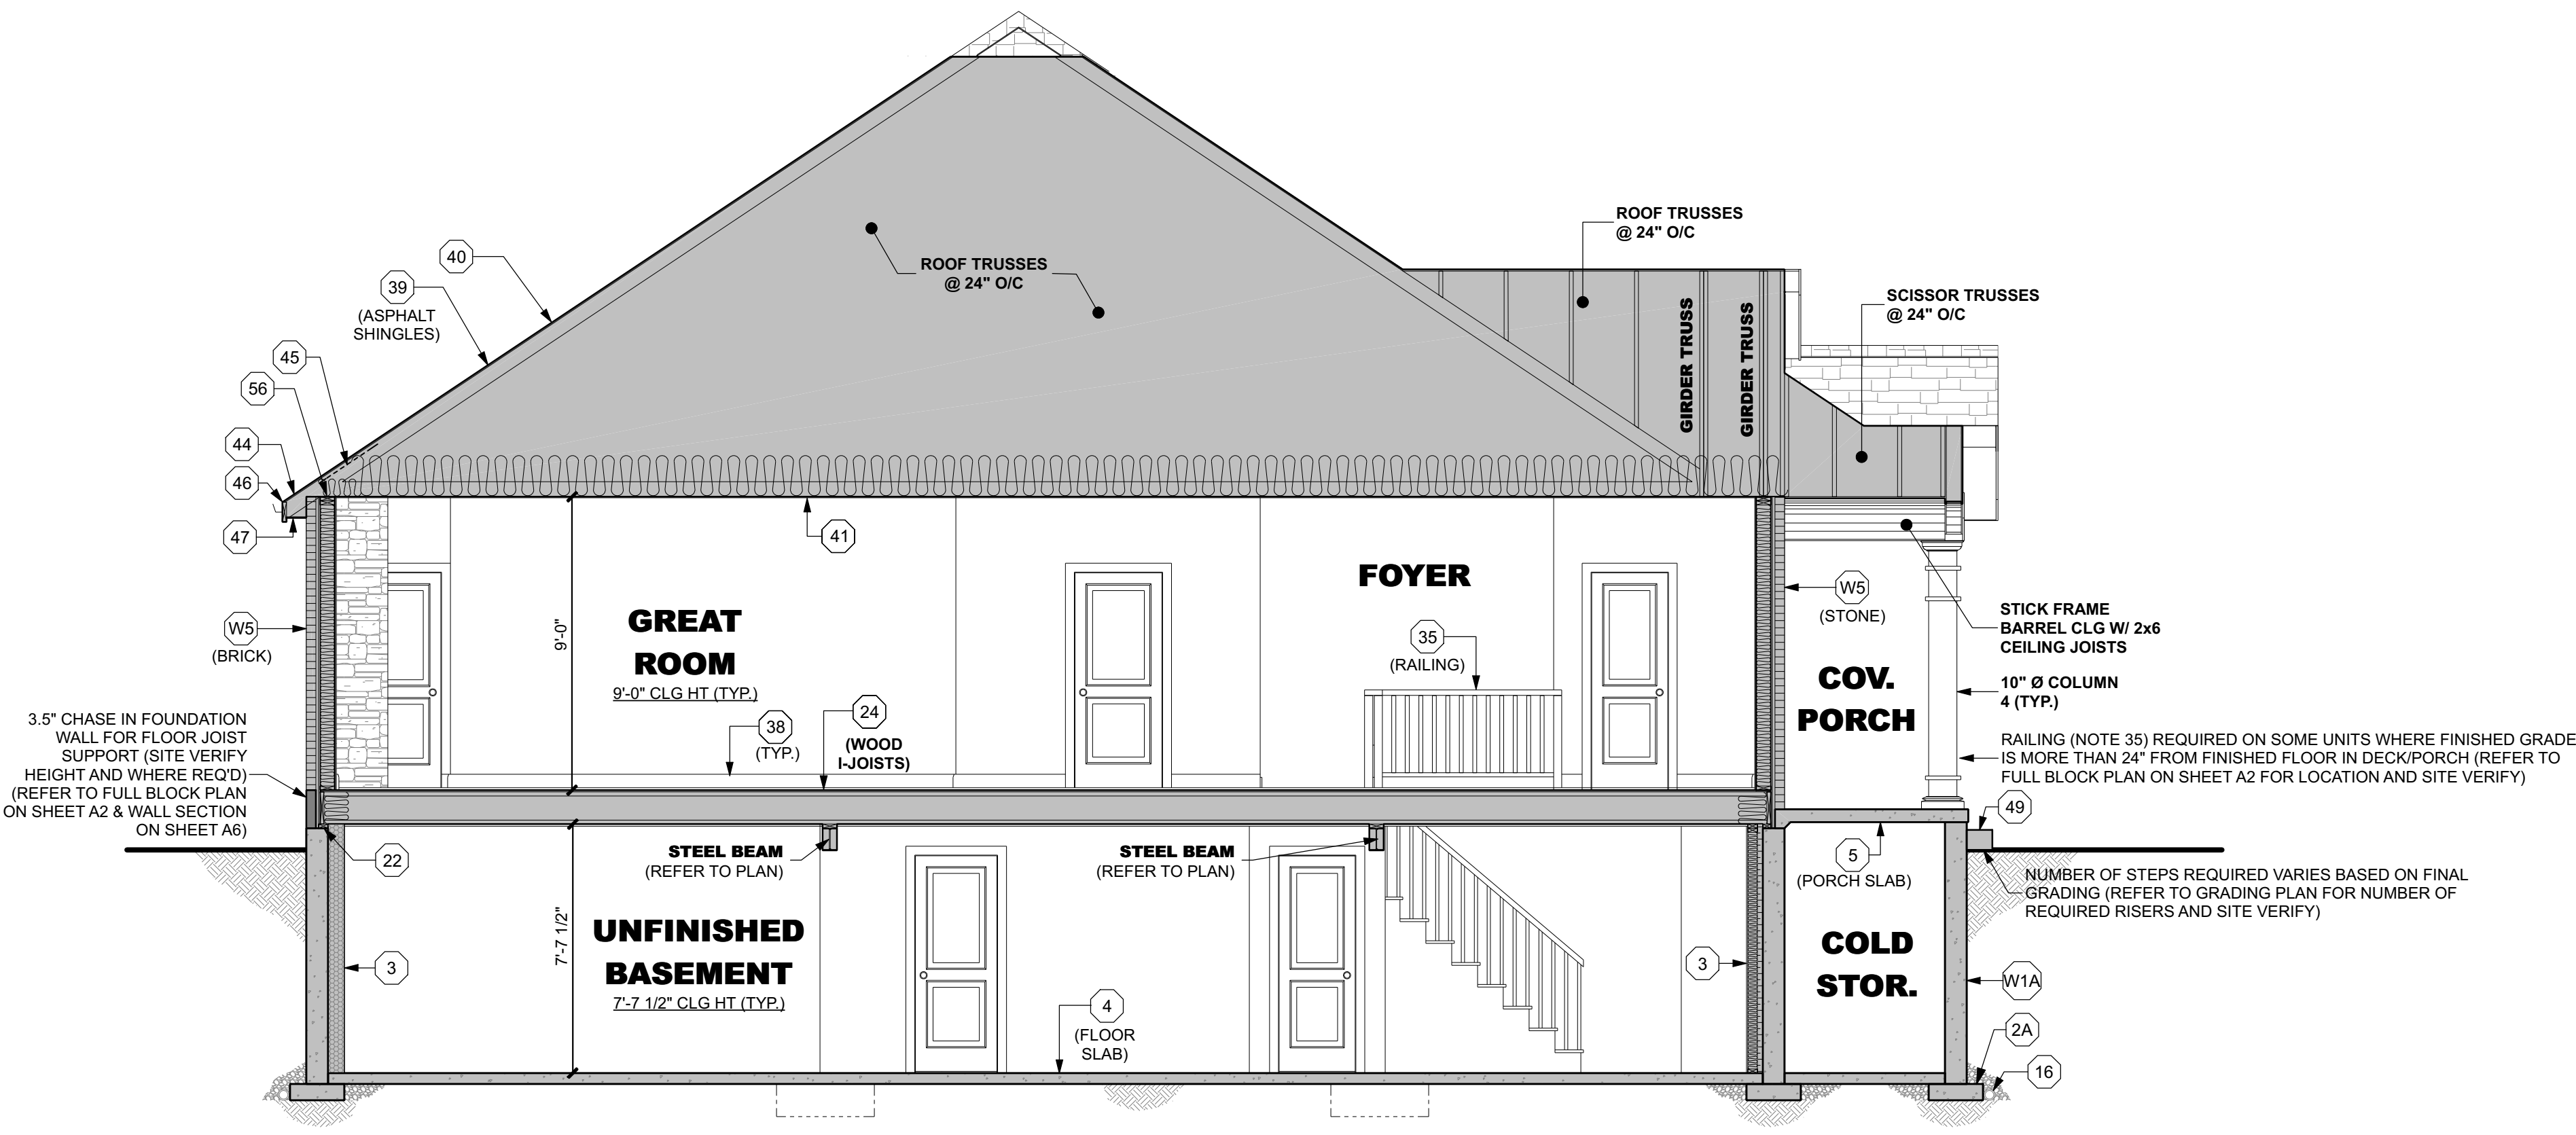 ROOF TRUSSES
@ 24" O/C
40
ROOF TRUSSES
@ 24" O/C
39
(ASPHALT
SHINGLES)
SCISSOR TRUSSES
@ 24" O/C
GIRDER TRUSS
GIRDER TRUSS
45
56
44
46
47
41
W5
(BRICK)
GREAT
ROOM
9'-0" CLG HT (TYP.)
9'-0"
FOYER
35
(RAILING)
W5
(STONE)
STICK FRAME
BARREL CLG W/ 2x6
CEILING JOISTS
COV.
PORCH
10" Ø COLUMN
4 (TYP.)
38
(TYP.)
24
(WOOD
I-JOISTS)
3.5" CHASE IN FOUNDATION
WALL FOR FLOOR JOIST
SUPPORT (SITE VERIFY
HEIGHT AND WHERE REQ'D)
(REFER TO FULL BLOCK PLAN
ON SHEET A2 & WALL SECTION
ON SHEET A6)
RAILING (NOTE 35) REQUIRED ON SOME UNITS WHERE FINISHED GRADE
IS MORE THAN 24" FROM FINISHED FLOOR IN DECK/PORCH (REFER TO
FULL BLOCK PLAN ON SHEET A2 FOR LOCATION AND SITE VERIFY)
49
22
STEEL BEAM
(REFER TO PLAN)
STEEL BEAM
(REFER TO PLAN)
5
(PORCH SLAB)
NUMBER OF STEPS REQUIRED VARIES BASED ON FINAL
GRADING (REFER TO GRADING PLAN FOR NUMBER OF
REQUIRED RISERS AND SITE VERIFY)
7'-7 1/2"
UNFINISHED
BASEMENT
7'-7 1/2" CLG HT (TYP.)
3
3
COLD
STOR.
W1A
4
(FLOOR
SLAB)
2A
16